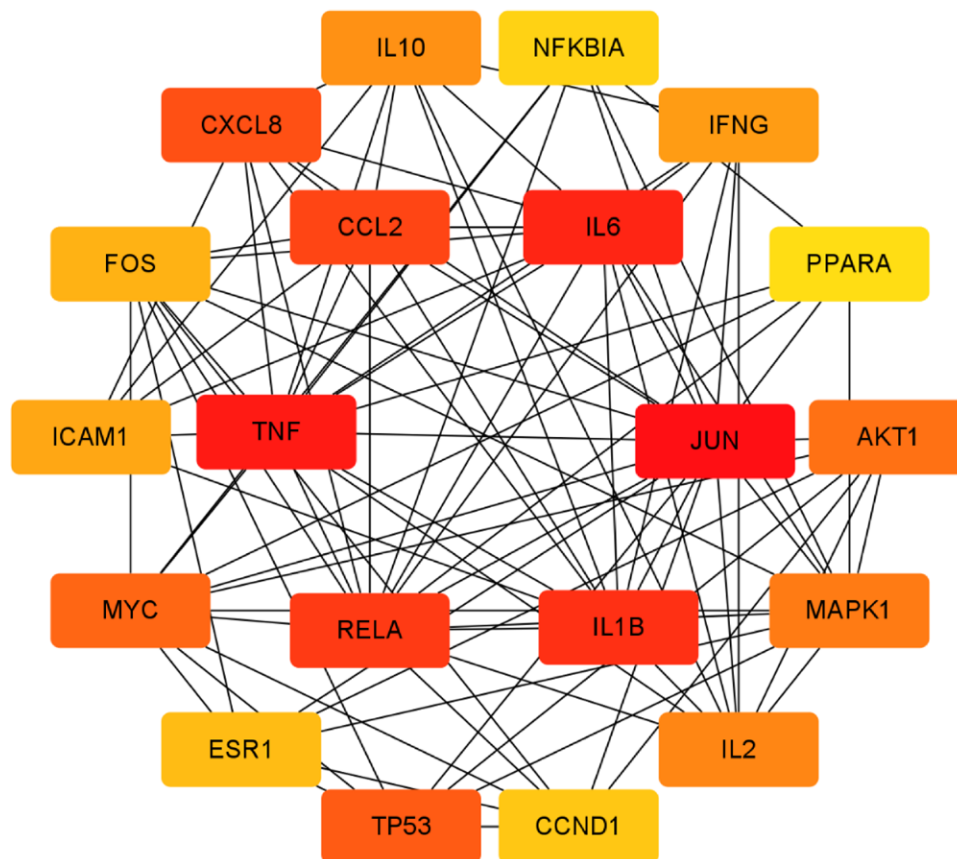 IL10
NFKBIA
CXCL8
IFNG
CCL2
IL6
FOS
PPARA
ICAM1
TNF
JUN
AKT1
MYC
RELA
IL1B
MAPK1
ESR1
IL2
TP53
CCND1